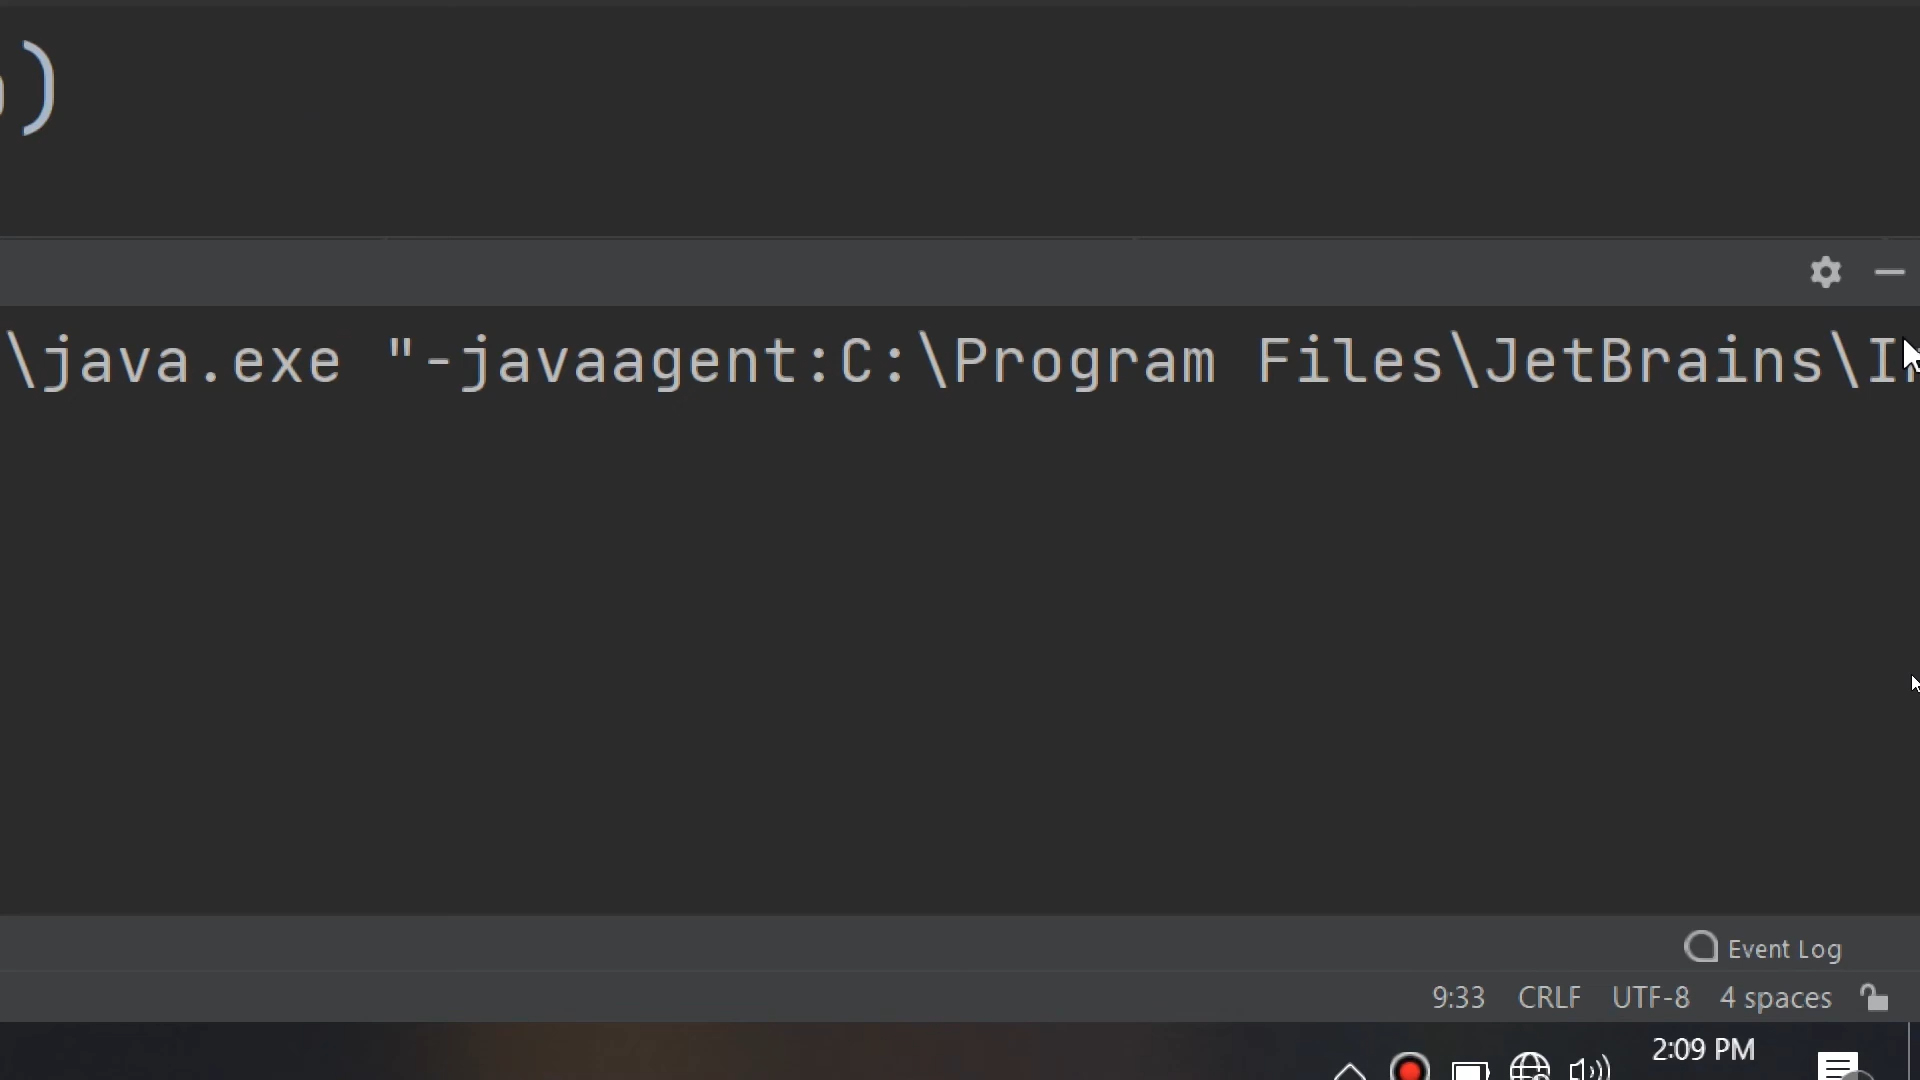 )
\java.exe "-javaagent:C:\Program Files\JetBrains\I
Event Log
9:33 CRLF UTF-8 4 spaces
2:09 PM